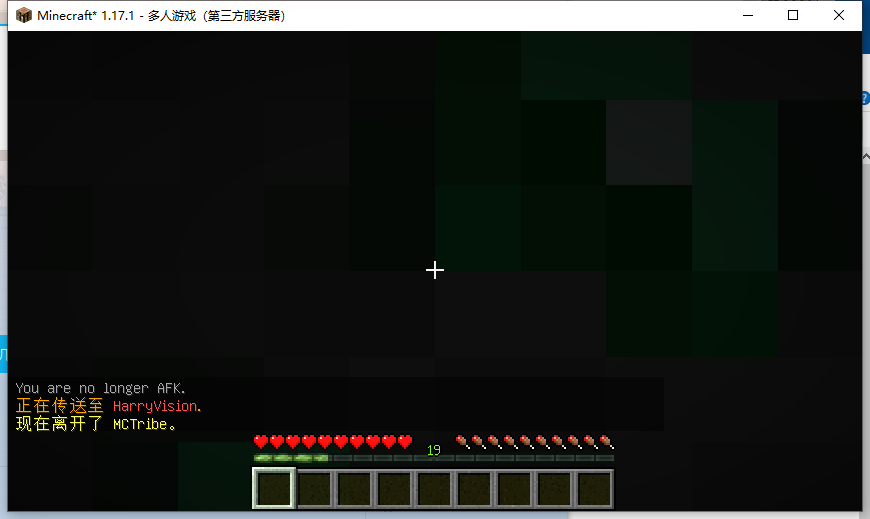 Minecraft* 1.17.1 - 多人游戏（第三方服务器）
You are no longer AFK.
正在传送至 HarryVision.
现在离开了 MCTribe。
19